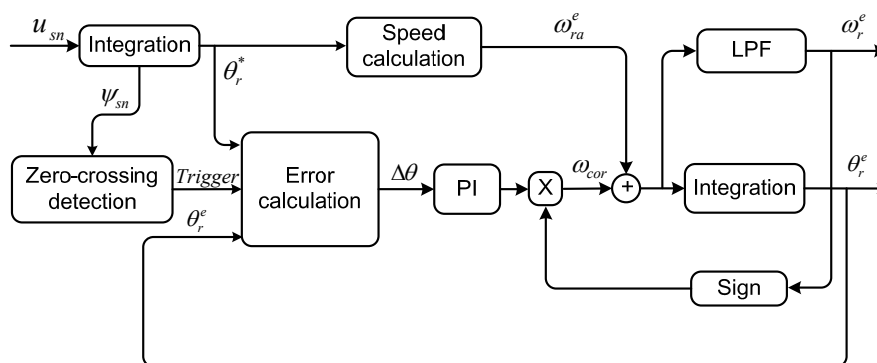 u_sn
Integration
θ_r^*
Speed
calculation
ω_ra^e
LPF
ω_r^e
ψ_sn
Zero-crossing
detection
Trigger
θ_r^e
Error
calculation
Δθ
PI
X
ω_cor
+
Integration
θ_r^e
Sign